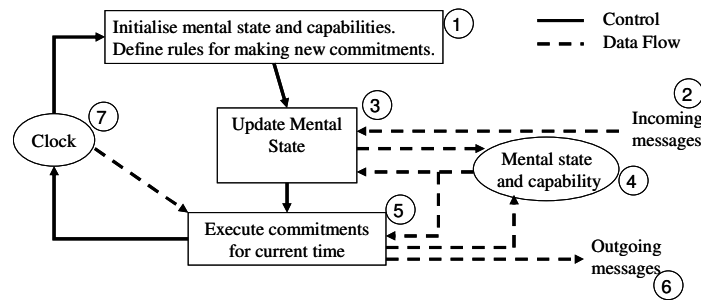 Initialise mental state and capabilities.
Define rules for making new commitments.
1
Control
Data Flow
2
Incoming
messages
3
Update Mental
State
7
Clock
Mental state
and capability
4
5
Execute commitments
for current time
Outgoing
messages
6